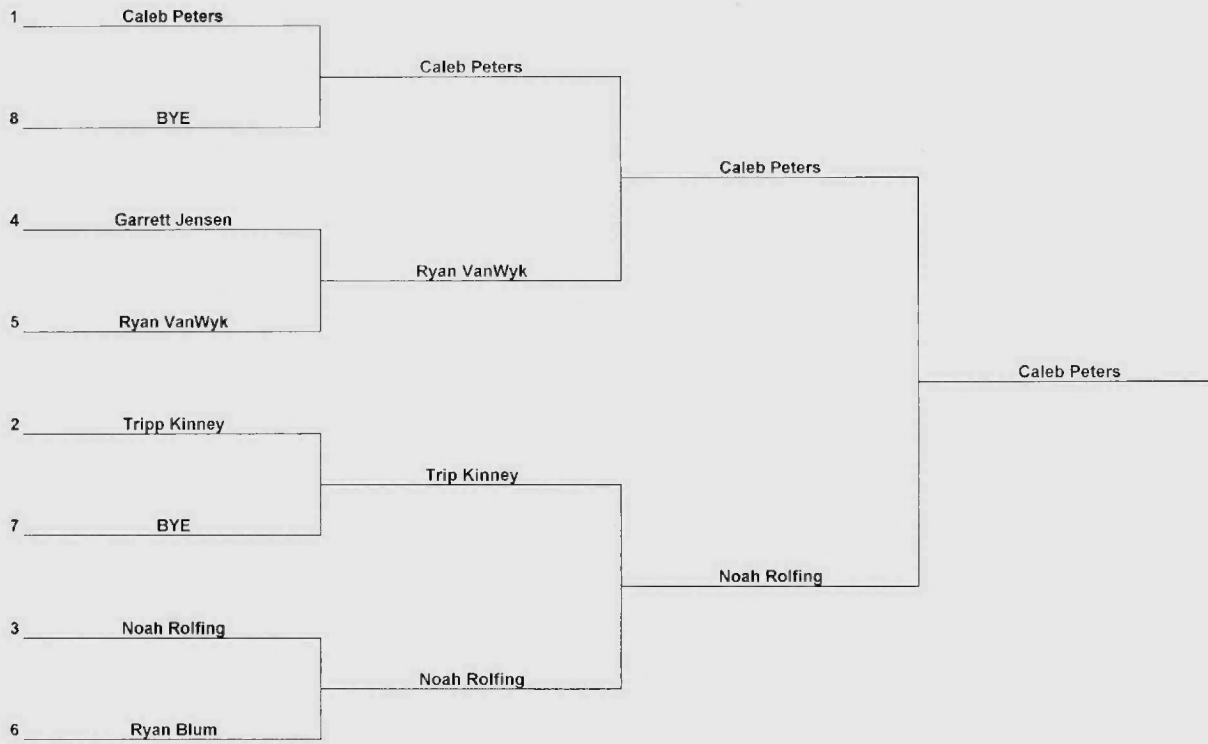 1 Caleb Peters
Caleb Peters
8 BYE
Caleb Peters
4 Garrett Jensen
Ryan VanWyk
5 Ryan VanWyk
Caleb Peters
2 Tripp Kinney
Trip Kinney
7 BYE
Noah Rolfing
3 Noah Rolfing
Noah Rolfing
6 Ryan Blum